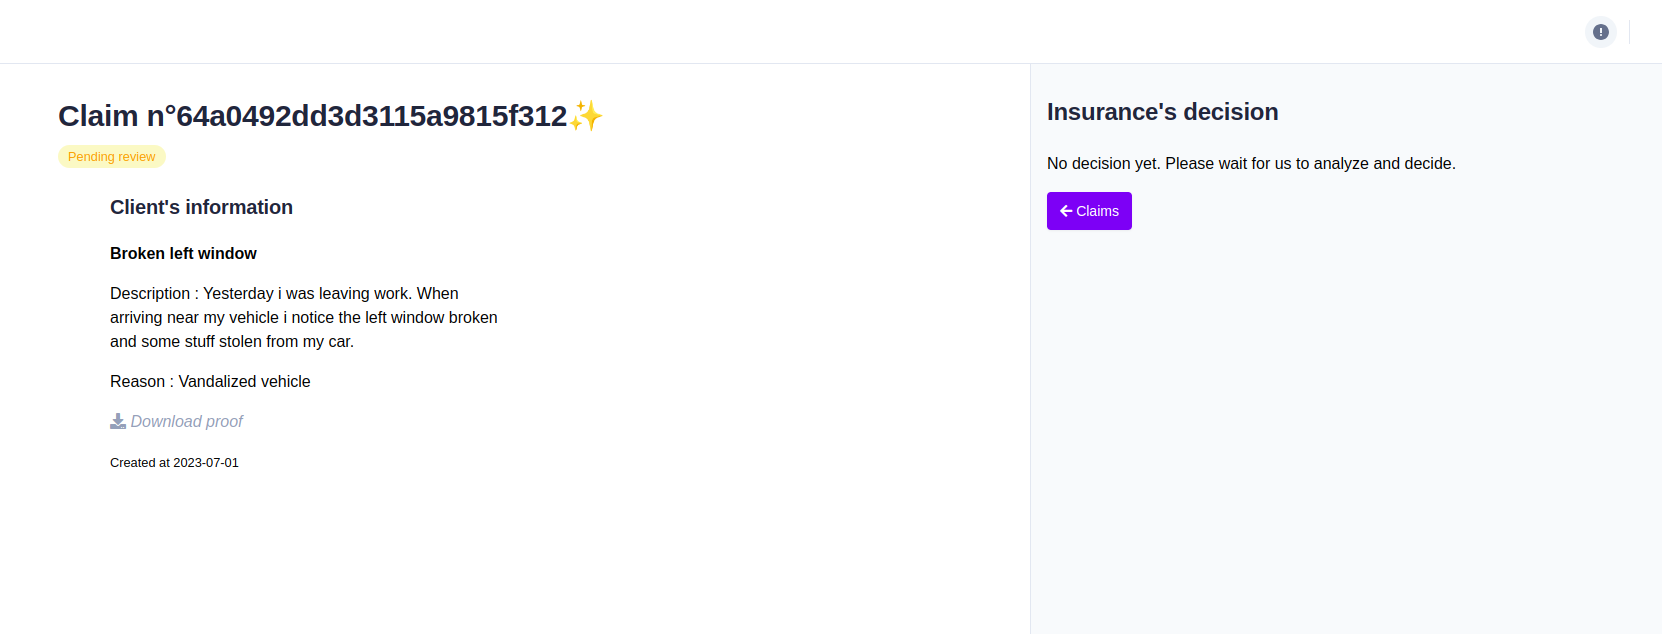 Claim n°64a0492dd3d3115a9815f312✨
Pending review
Client's information
Broken left window
Description : Yesterday i was leaving work. When
arriving near my vehicle i notice the left window broken
and some stuff stolen from my car.
Reason : Vandalized vehicle
Download proof
Created at 2023-07-01
Insurance's decision
No decision yet. Please wait for us to analyze and decide.
← Claims